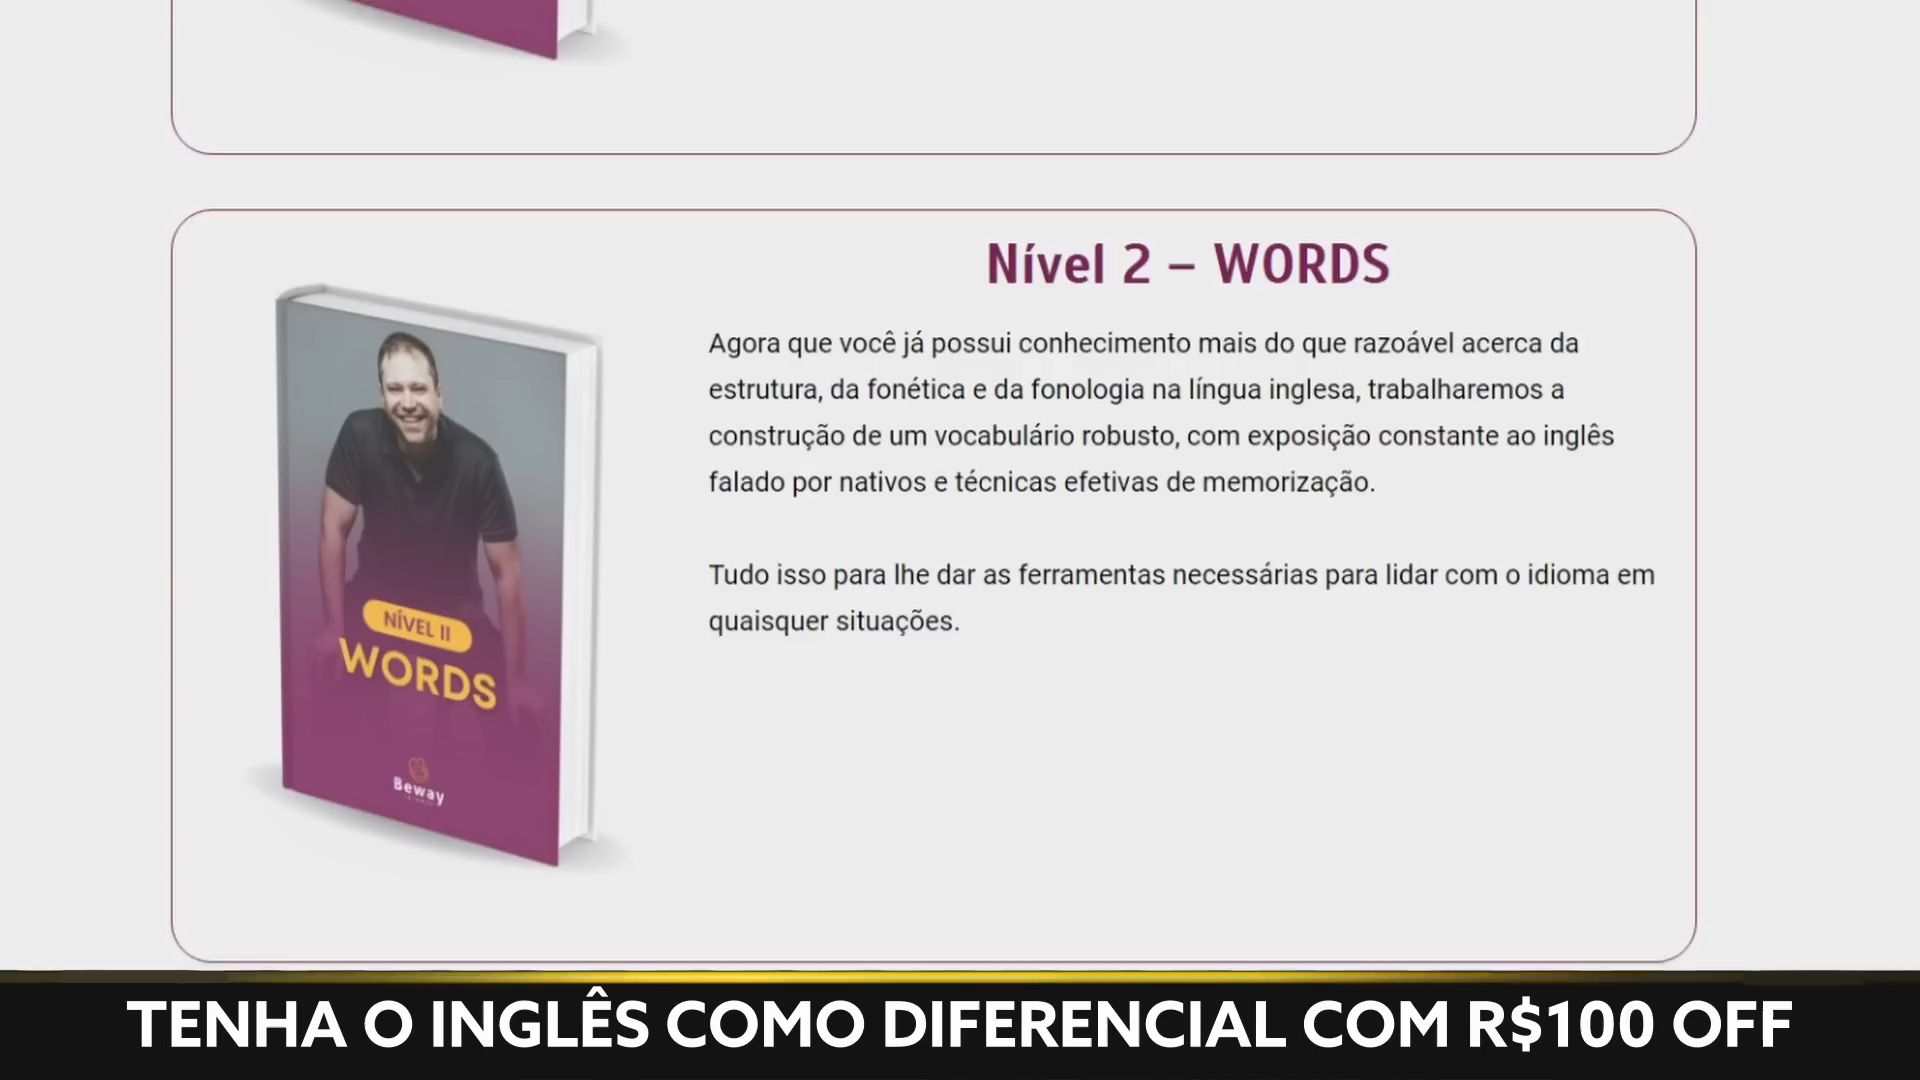 Nível 2 – WORDS
Agora que você já possui conhecimento mais do que razoável acerca da
estrutura, da fonética e da fonologia na língua inglesa, trabalharemos a
construção de um vocabulário robusto, com exposição constante ao inglês
falado por nativos e técnicas efetivas de memorização.
Tudo isso para lhe dar as ferramentas necessárias para lidar com o idioma em
quaisquer situações.
NÍVEL II
WORDS
Beway
TENHA O INGLÊS COMO DIFERENCIAL COM R$100 OFF